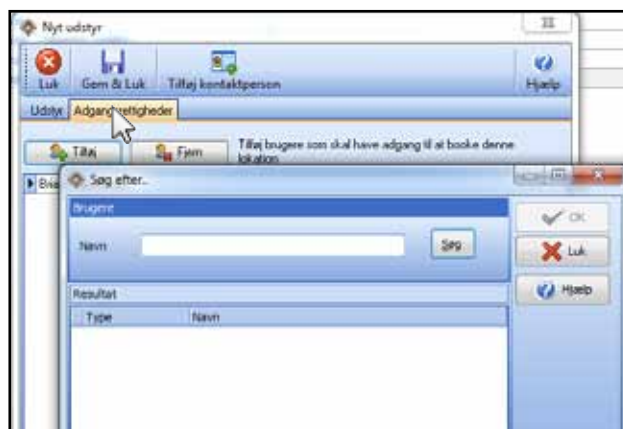 Nyt udstyr
Luk Gem & Luk Tilføj kontaktperson Hjælp
Udstyr Adgangsrettigheder
Tilføj Fjern Tilføj brugere som skal have adgang til at booke denne
lokation
Søg efter..
Brugere
OK
Navn Søg
Luk
Hjælp
Resultat
Type Navn